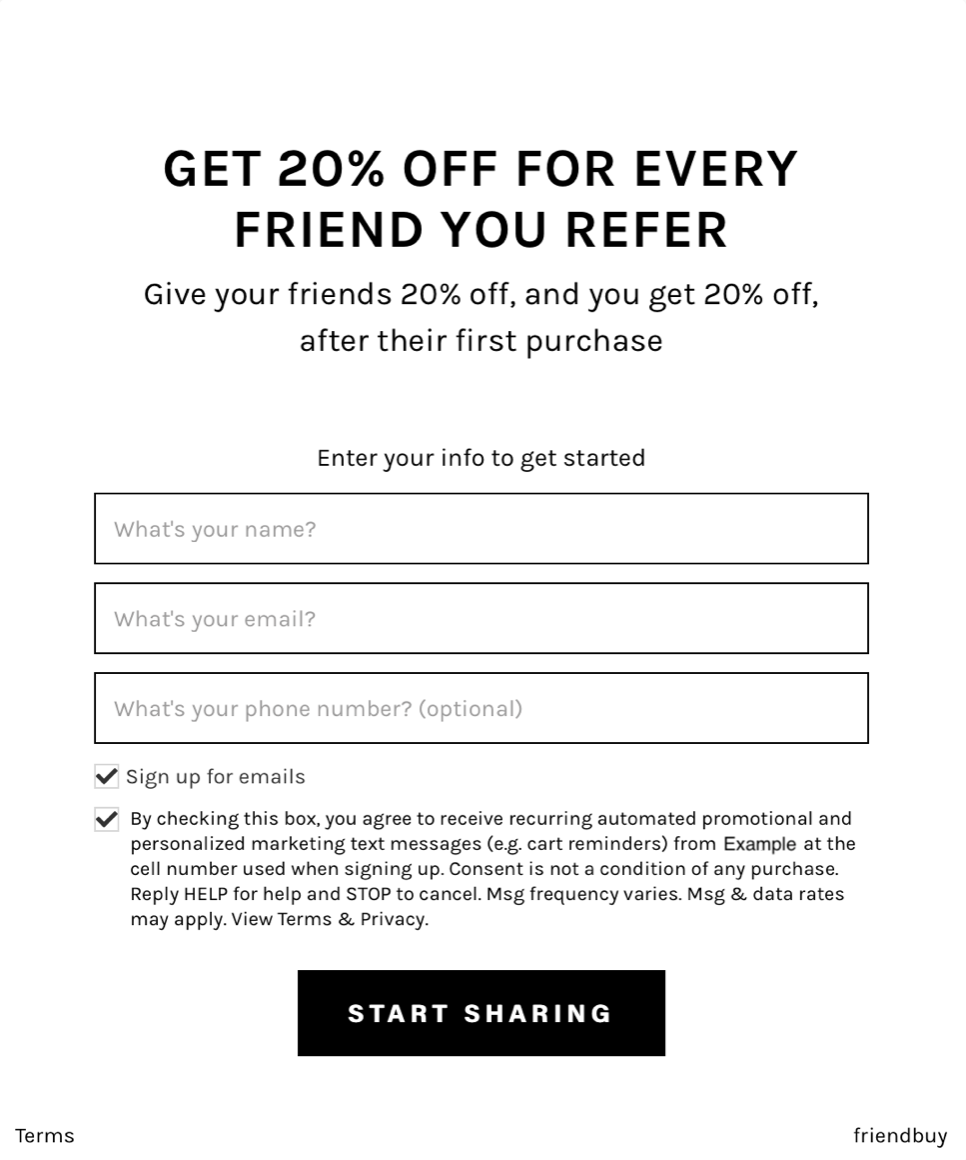 GET 20% OFF FOR EVERY
FRIEND YOU REFER
Give your friends 20% off, and you get 20% off,
after their first purchase
Enter your info to get started
What's your name?
What's your email?
What's your phone number? (optional)
Sign up for emails
By checking this box, you agree to receive recurring automated promotional and
personalized marketing text messages (e.g. cart reminders) from Example at the
cell number used when signing up. Consent is not a condition of any purchase.
Reply HELP for help and STOP to cancel. Msg frequency varies. Msg & data rates
may apply. View Terms & Privacy.
START SHARING
Terms
friendbuy